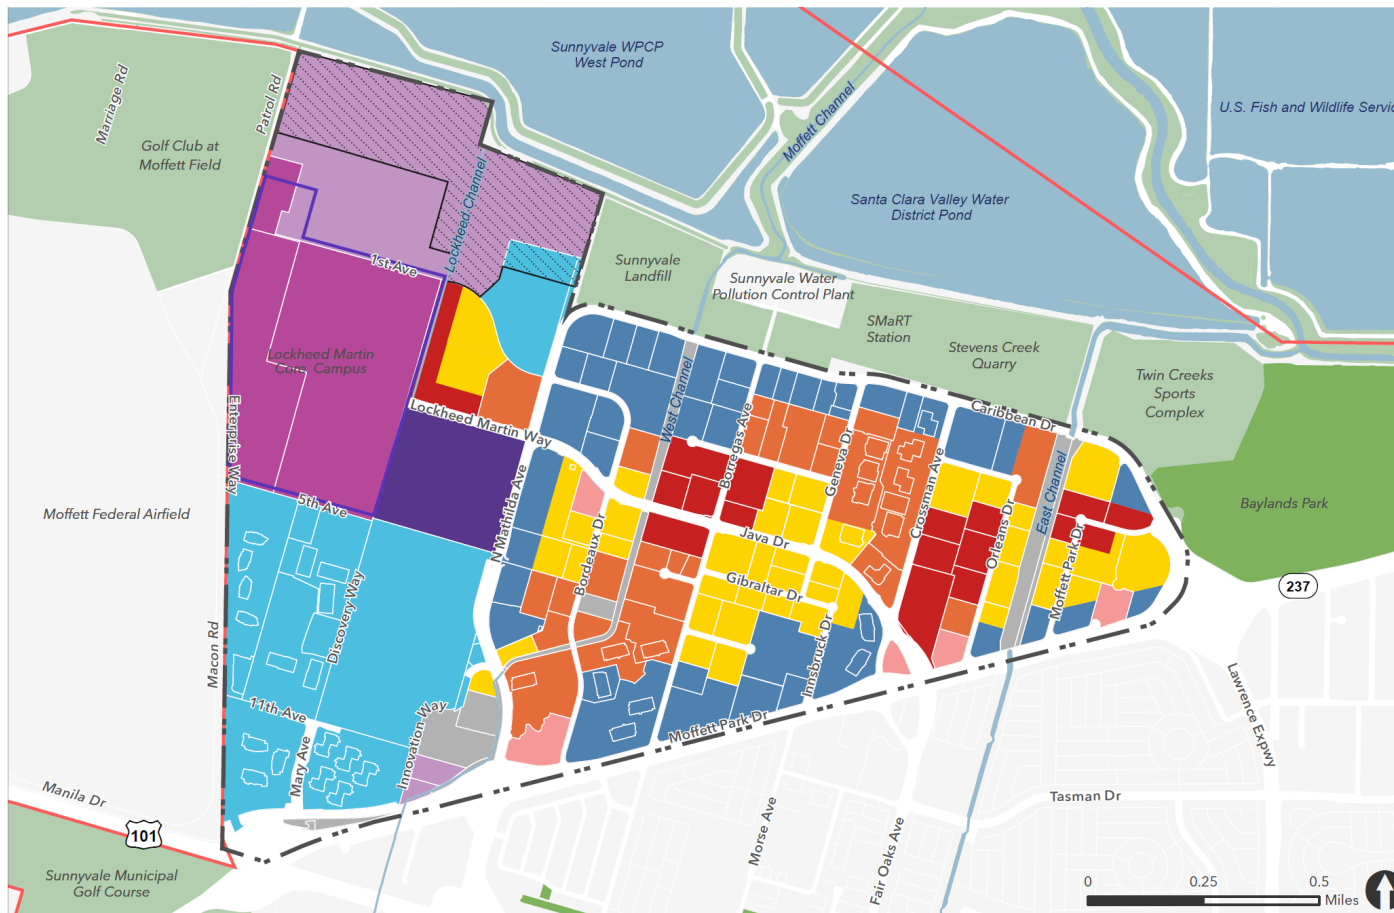 Sunnyvale WPCP
West Pond
U.S. Fish and Wildlife Servic
Marriage Rd
Patrol Rd
Golf Club at
Moffett Field
Moffett Channel
Santa Clara Valley Water
District Pond
Lockheed Channel
1st Ave
Sunnyvale
Landfill
Sunnyvale Water
Pollution Control Plant
SMaRT
Station
Stevens Creek
Quarry
Twin Creeks
Sports
Complex
Lockheed Martin
Core Campus
West Channel
Lockheed Martin Way
Borregas Ave
Caribbean Dr
Enterprise Way
Geneva Dr
Crossman Ave
East Channel
Baylands Park
Moffett Federal Airfield
5th Ave
N Mathilda Ave
Bordeaux Dr
Java Dr
Orleans Dr
Moffett Park Dr
Gibraltar Dr
237
Discovery Way
Macon Rd
Innsbruck Dr
11th Ave
Innovation Way
Moffett Park Dr
Lawrence Expwy
Mary Ave
Manila Dr
101
Tasman Dr
Morse Ave
Fair Oaks Ave
Sunnyvale Municipal
Golf Course
0 0.25 0.5
Miles